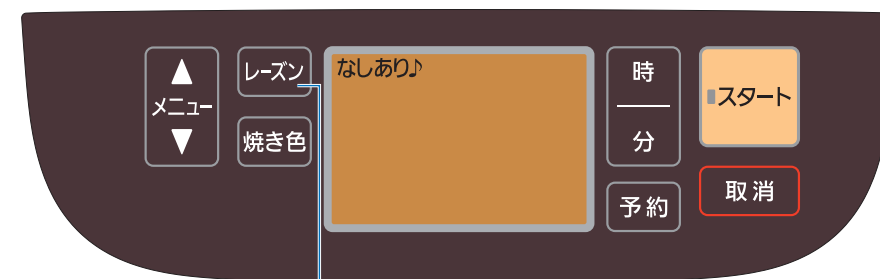 ▲
メニュー
▼
レーズン
焼き色
なしあり♪
時
分
予約
スタート
取消